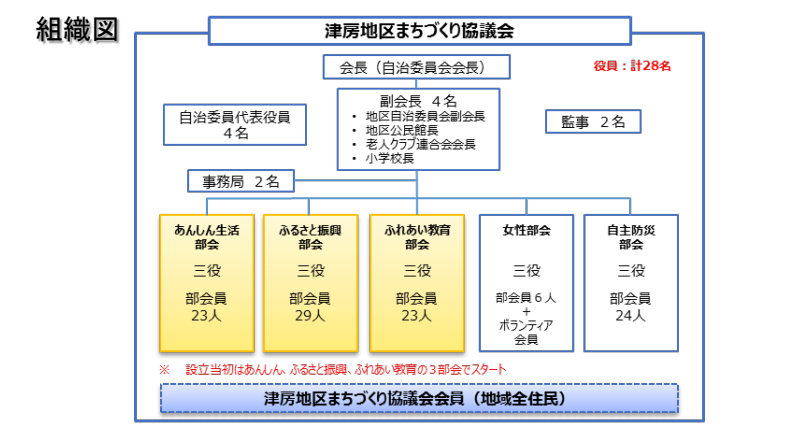 組織図
津房地区まちづくり協議会
会長（自治委員会会長）
役員：計28名
副会長 ４名
• 地区自治委員会副会長
• 地区公民館長
• 老人クラブ連合会会長
• 小学校長
自治委員代表役員
４名
監事 ２名
事務局 ２名
あんしん生活
部会
三役
部会員
23人
ふるさと振興
部会
三役
部会員
29人
ふれあい教育
部会
三役
部会員
23人
女性部会
三役
部会員６人
+
ボランティア
会員
自主防災
部会
三役
部会員
24人
※ 設立当初はあんしん、ふるさと振興、ふれあい教育の３部会でスタート
津房地区まちづくり協議会会員（地域全住民）